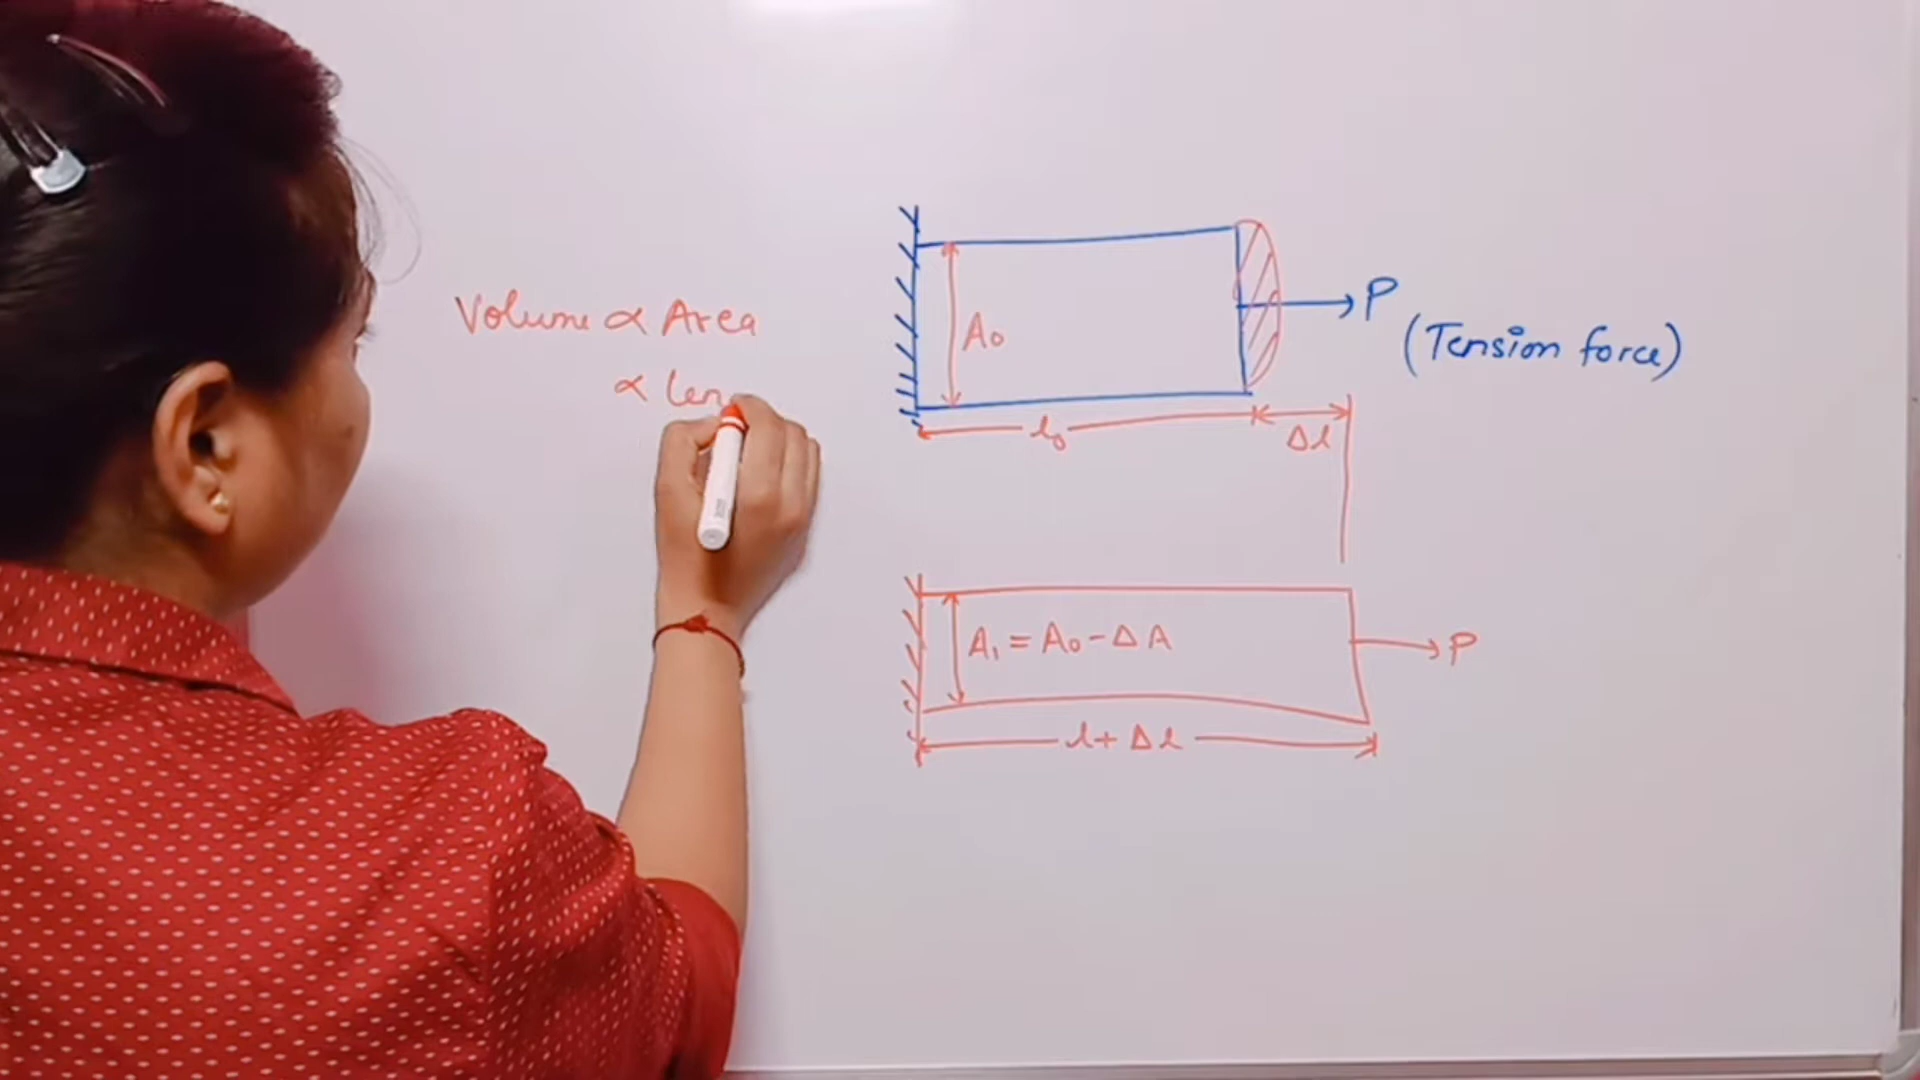 Volume ∝ Area
∝ Len
A₀
P
(Tension force)
l₀
Δl
A₁ = A₀ - ΔA
P
l + Δl